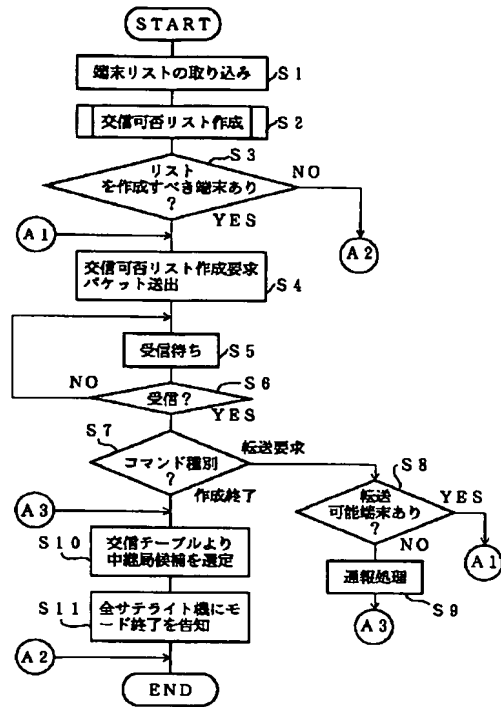 START
端末リストの取り込み
S1
交信可否リスト作成
S2
S3
リスト
を作成すべき端末あり
?
NO
YES
A1
A2
交信可否リスト作成要求
パケット送出
S4
受信待ち
S5
S6
NO
受信?
YES
S7
コマンド種別
?
転送要求
作成終了
S8
転送
可能端末あり
?
YES
NO
A3
A1
S10
交信テーブルより
中継局候補を選定
通報処理
S9
A3
S11
全サテライト機にモ
ード終了を告知
A2
END